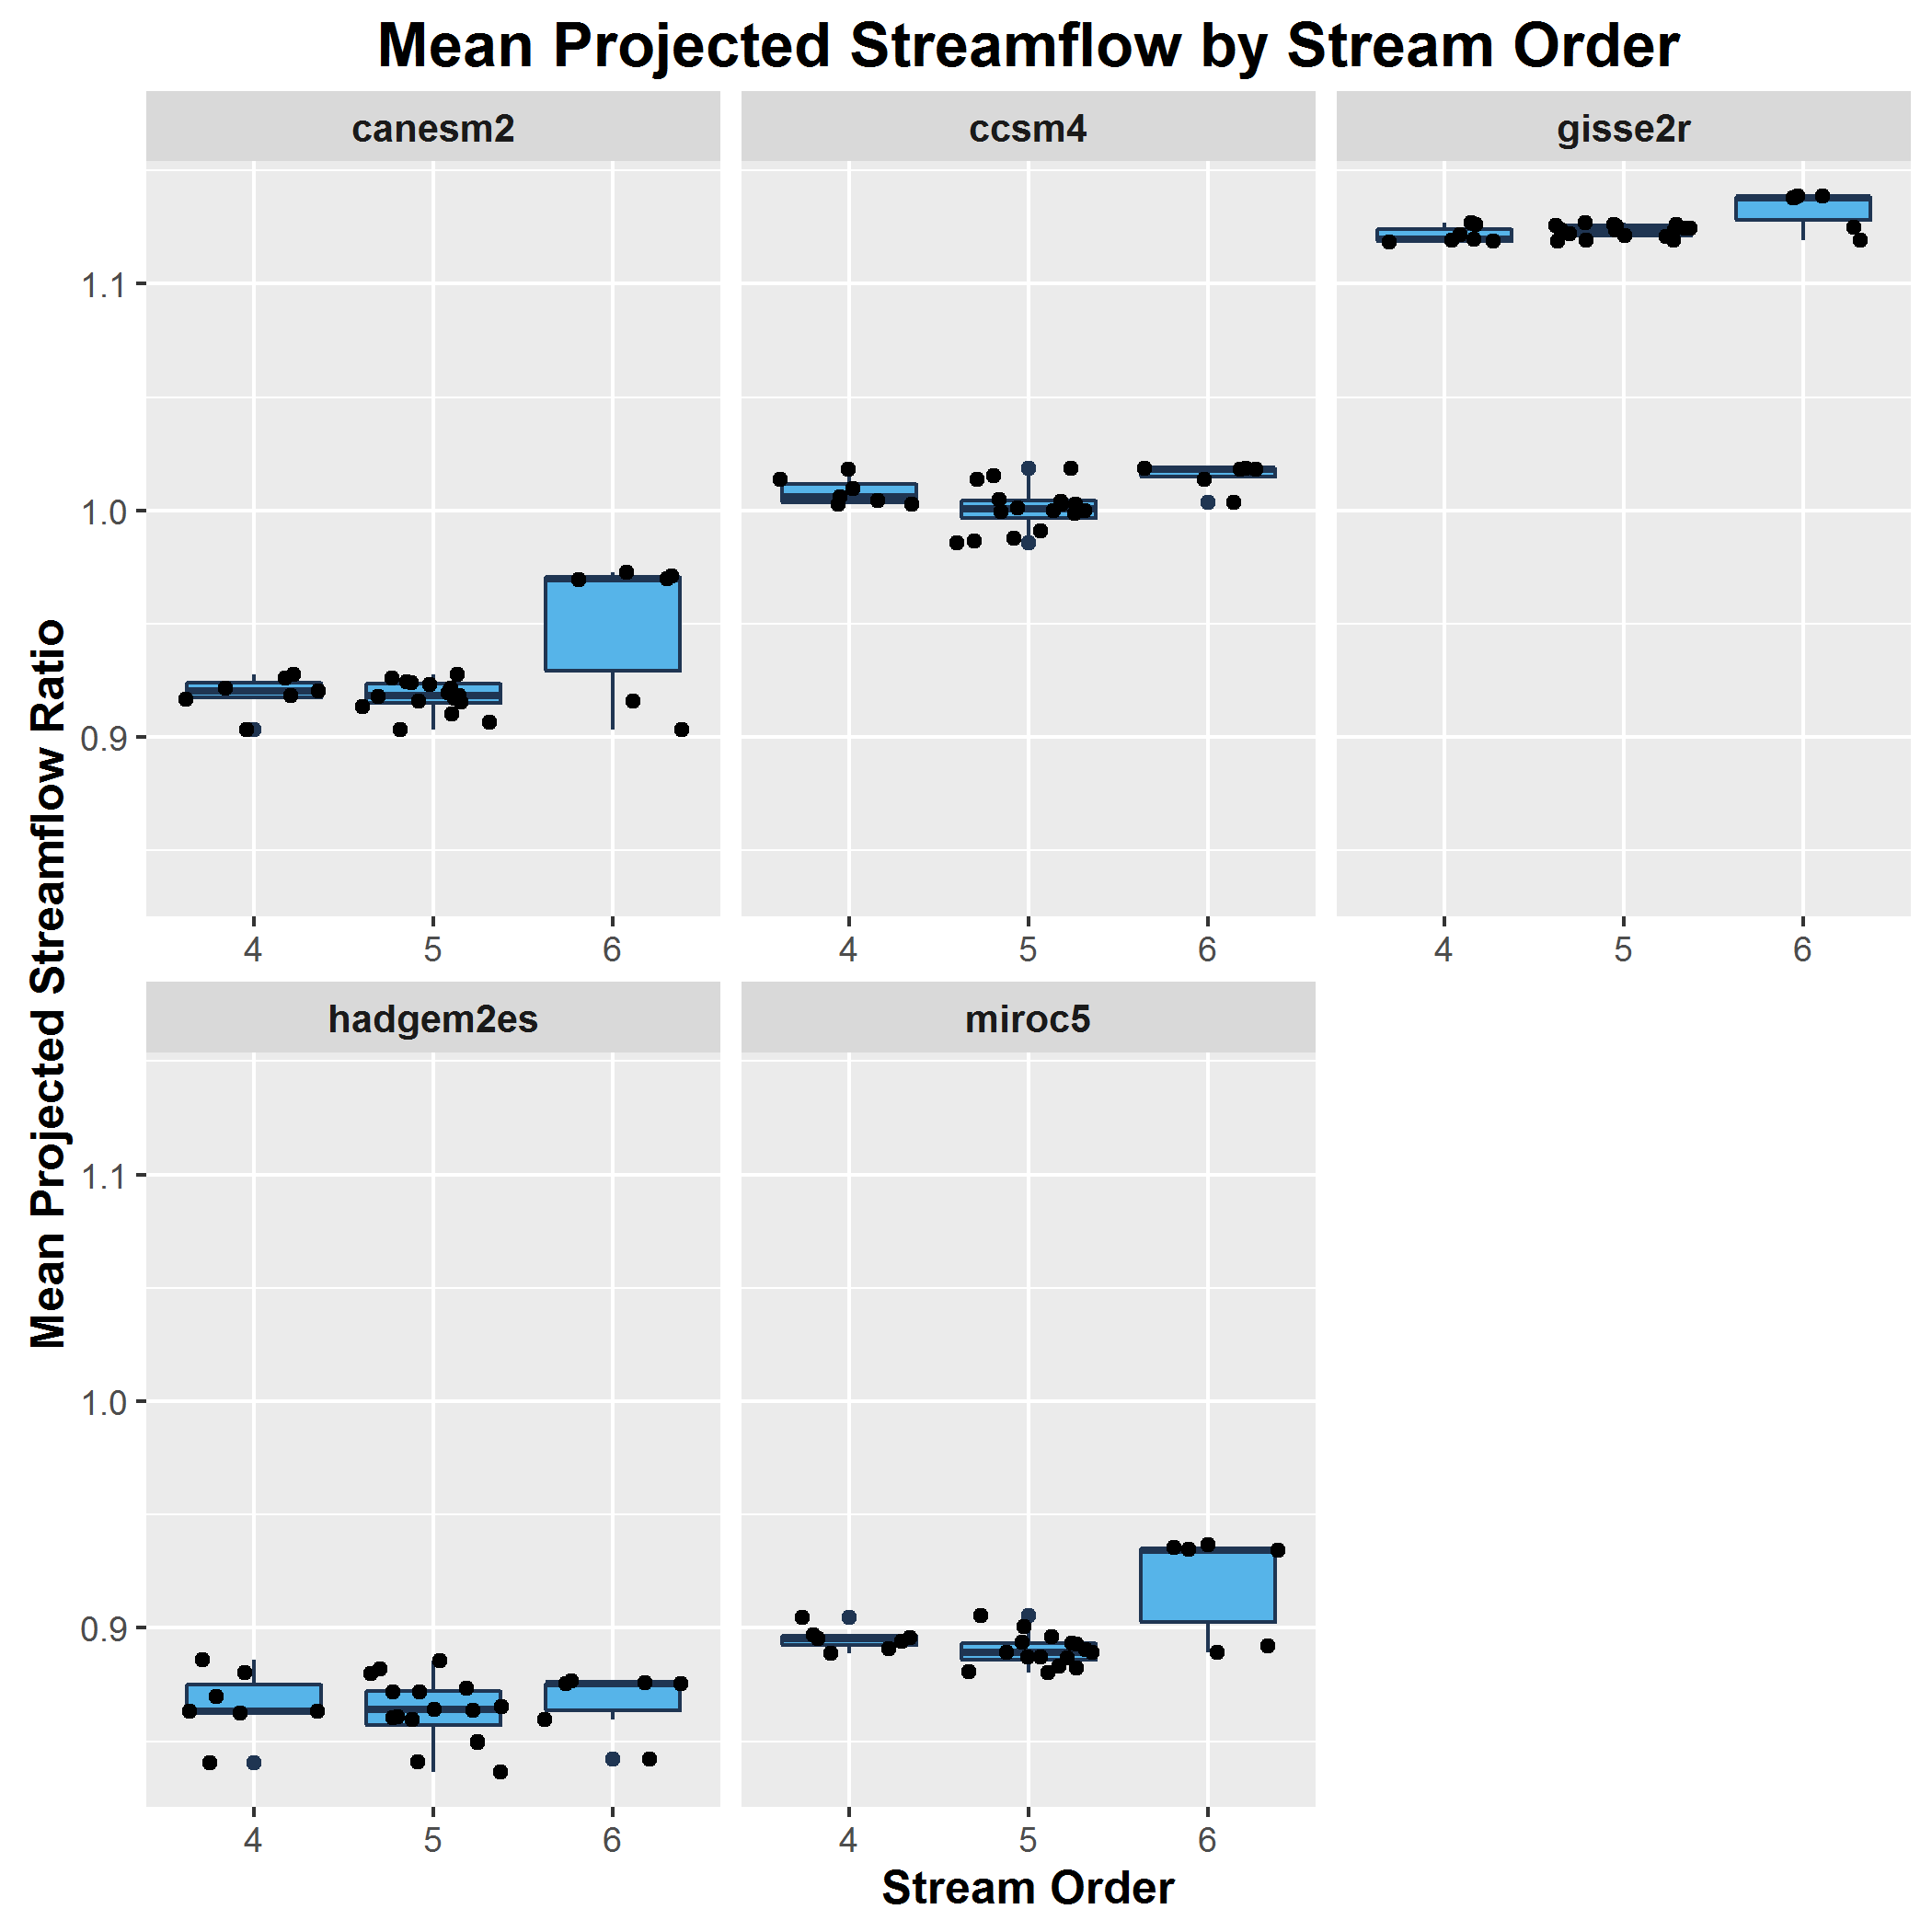 Mean Projected Streamflow by Stream Order
canesm2
ccsm4
gisse2r
1.1
1.0
0.9
4 5 6
4 5 6
4 5 6
Mean Projected Streamflow Ratio
hadgem2es
miroc5
1.1
1.0
0.9
4 5 6
4 5 6
Stream Order